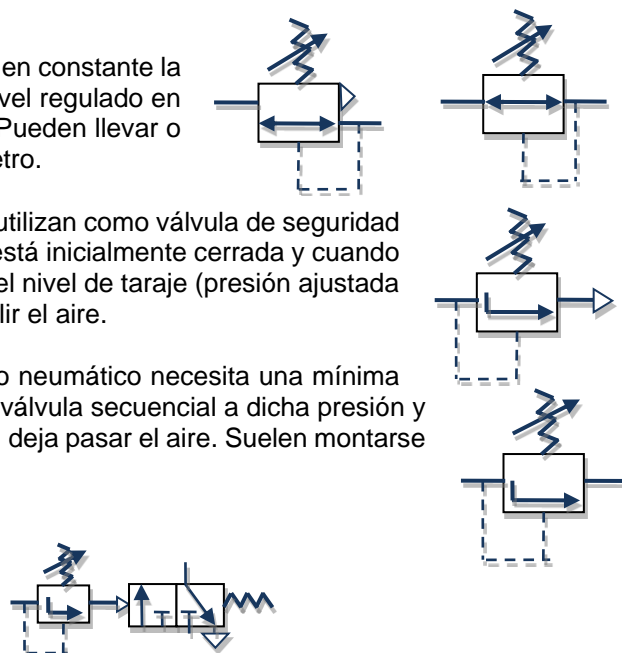 en constante la
vel regulado en
Pueden llevar o
etro.
utilizan como válvula de seguridad
está inicialmente cerrada y cuando
el nivel de taraje (presión ajustada
lir el aire.
o neumático necesita una mínima
válvula secuencial a dicha presión y
deja pasar el aire. Suelen montarse